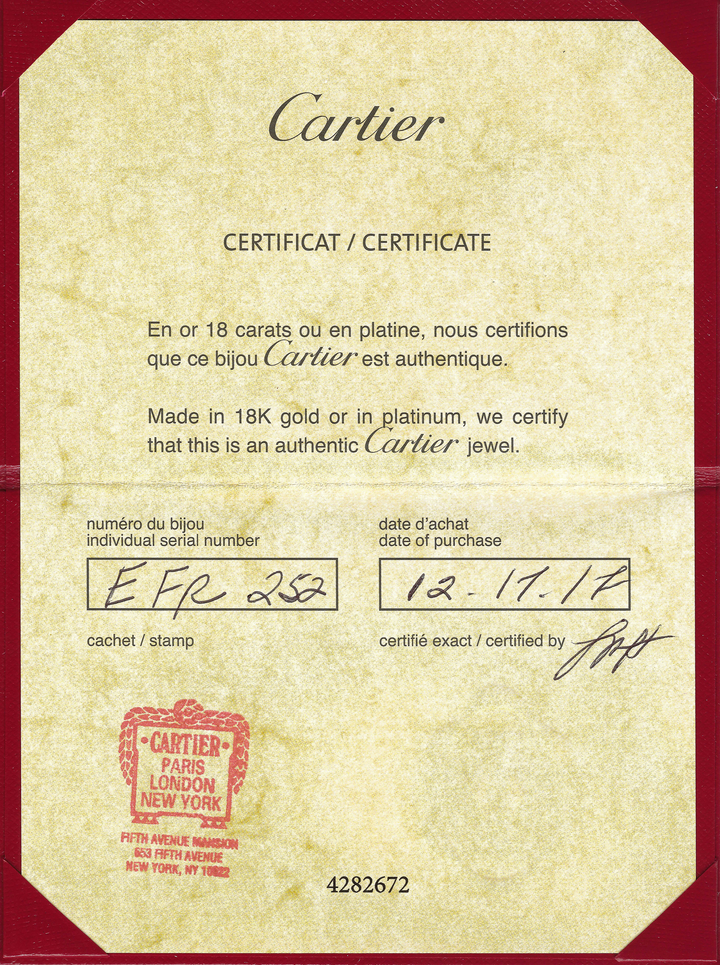 Cartier
CERTIFICAT / CERTIFICATE
En or 18 carats ou en platine, nous certifions
que ce bijou Cartier est authentique.
Made in 18K gold or in platinum, we certify
that this is an authentic Cartier jewel.
numéro du bijou
individual serial number
EFR 252
date d'achat
date of purchase
12-17.17
cachet / stamp
certifié exact / certified by
·CARTIER·
PARIS
LONDON
NEW YORK
FIFTH AVENUE MANSION
653 FIFTH AVENUE
NEW YORK, NY 10022
4282672